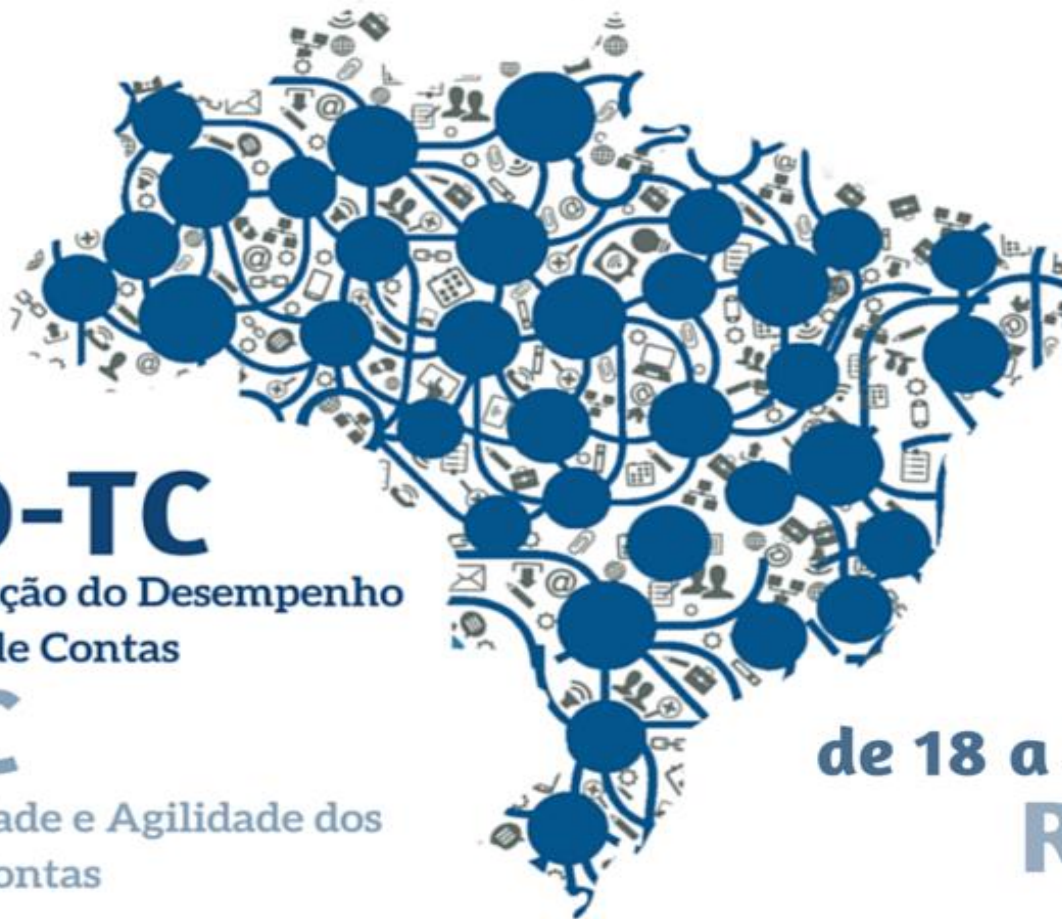 -TC
ção do Desempenho
de Contas
C
ade e Agilidade dos
ontas
de 18 a
R